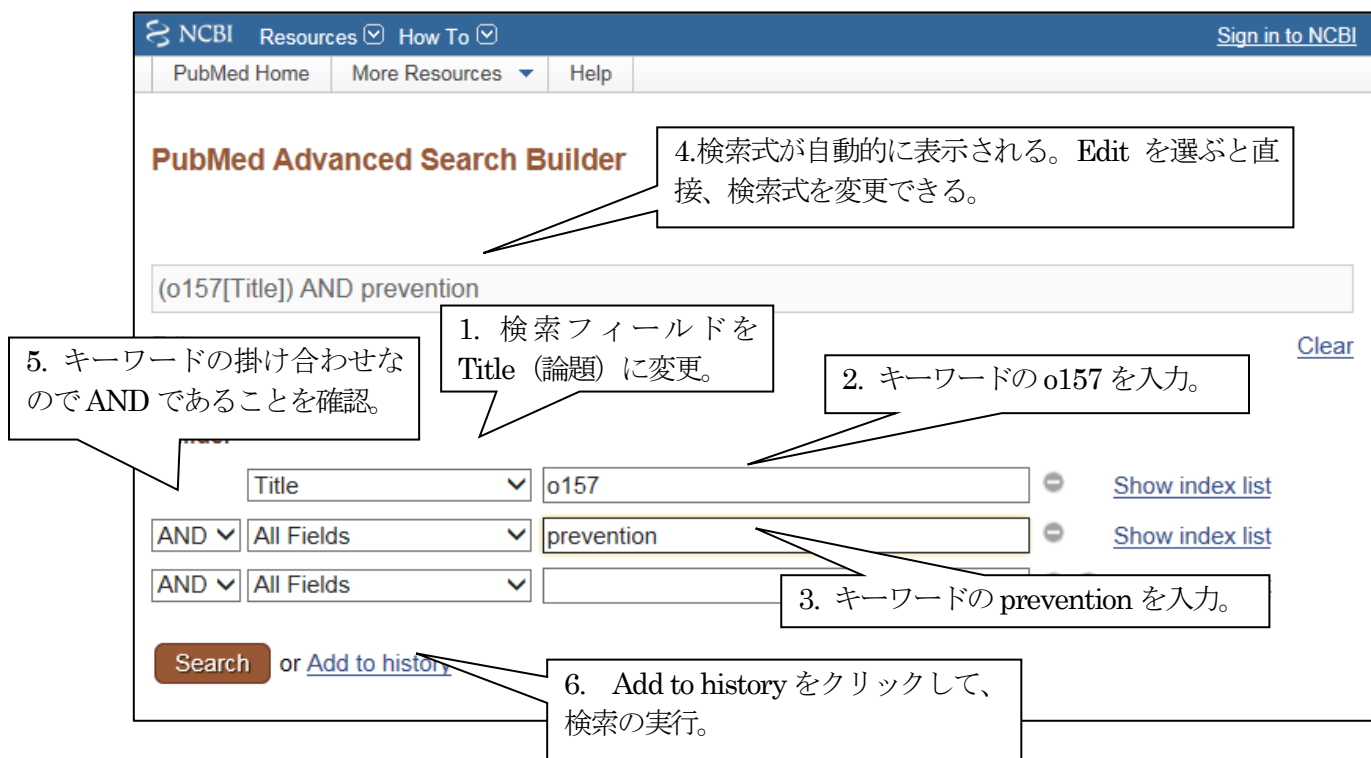 NCBI Resources How To Sign in to NCBI
PubMed Home More Resources Help
PubMed Advanced Search Builder
4.検索式が自動的に表示される。Edit を選ぶと直
接、検索式を変更できる。
(o157[Title]) AND prevention
1. 検索フィールドを
Title（論題）に変更。
Clear
5. キーワードの掛け合わせな
ので AND であることを確認。
2. キーワードの o157 を入力。
Title o157 Show index list
AND All Fields prevention Show index list
AND All Fields
3. キーワードの prevention を入力。
Search or Add to history
6. Add to history をクリックして、
検索の実行。